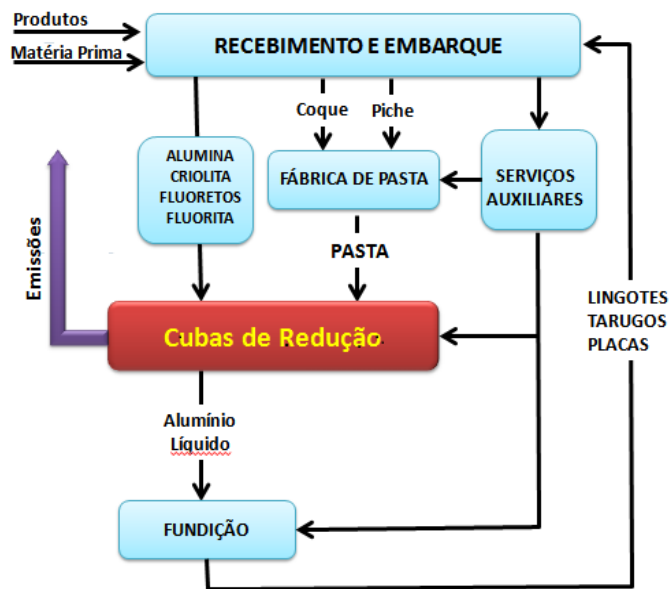 Produtos
Matéria Prima
RECEBIMENTO E EMBARQUE
Coque
Piche
ALUMINA
CRIOLITA
FLUORETOS
FLUORITA
FÁBRICA DE PASTA
SERVIÇOS
AUXILIARES
Emissões
PASTA
LINGOTES
TARUGOS
PLACAS
Cubas de Redução
Alumínio
Líquido
FUNDIÇÃO